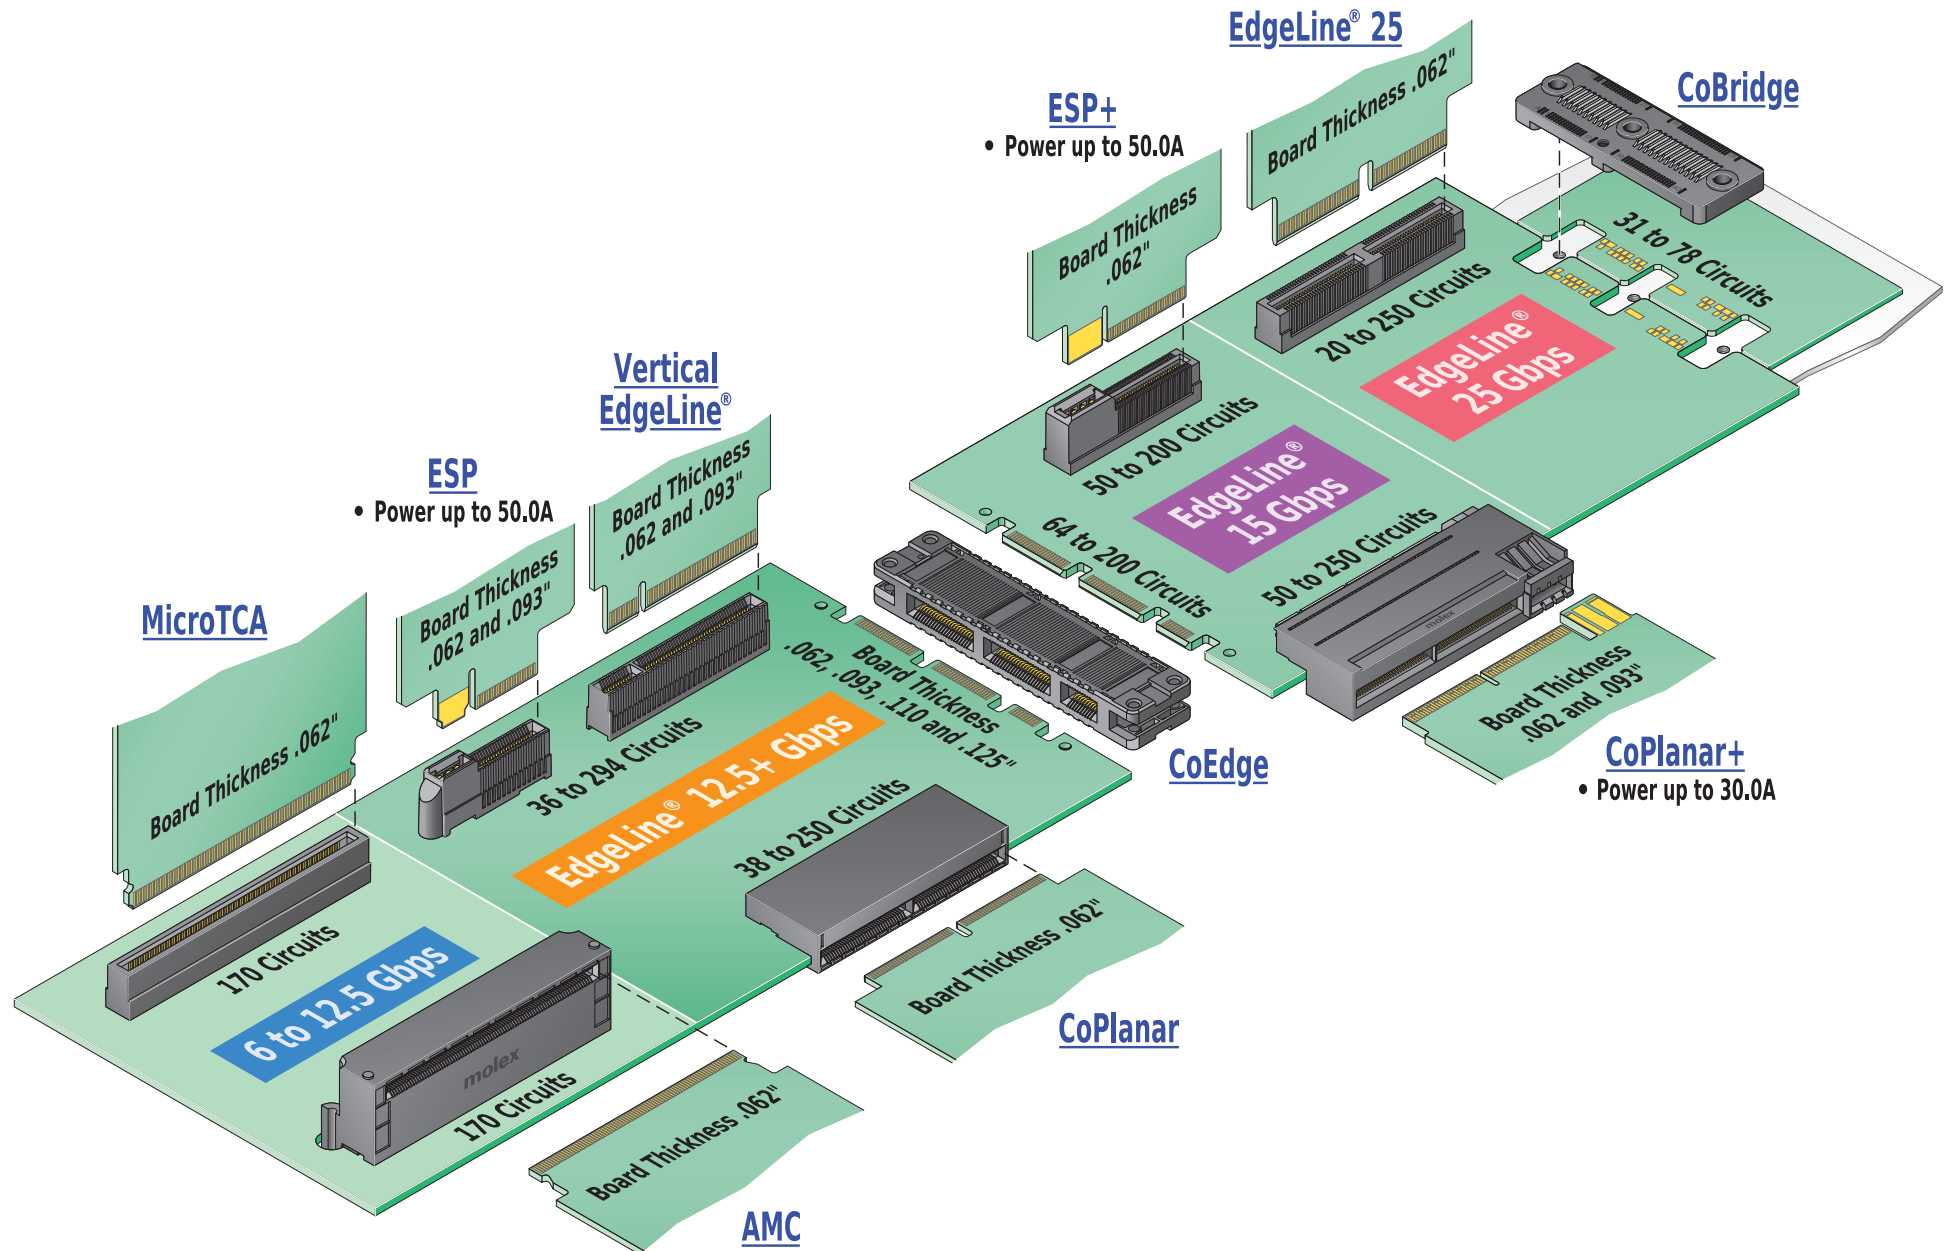 EdgeLine® 25
CoBridge
ESP+
• Power up to 50.0A
Board Thickness .062"
Board Thickness
.062"
31 to 78 Circuits
20 to 250 Circuits
EdgeLine®
25 Gbps
Vertical
EdgeLine®
50 to 200 Circuits
EdgeLine®
15 Gbps
ESP
• Power up to 50.0A
Board Thickness
.062 and .093"
64 to 200 Circuits
50 to 250 Circuits
molex
MicroTCA
Board Thickness
.062 and .093"
Board Thickness
.062, .093, .110 and .125"
Board Thickness
.062 and .093"
CoEdge
CoPlanar+
• Power up to 30.0A
Board Thickness .062"
36 to 294 Circuits
EdgeLine® 12.5+ Gbps
38 to 250 Circuits
170 Circuits
6 to 12.5 Gbps
Board Thickness .062"
CoPlanar
molex
170 Circuits
Board Thickness .062"
AMC